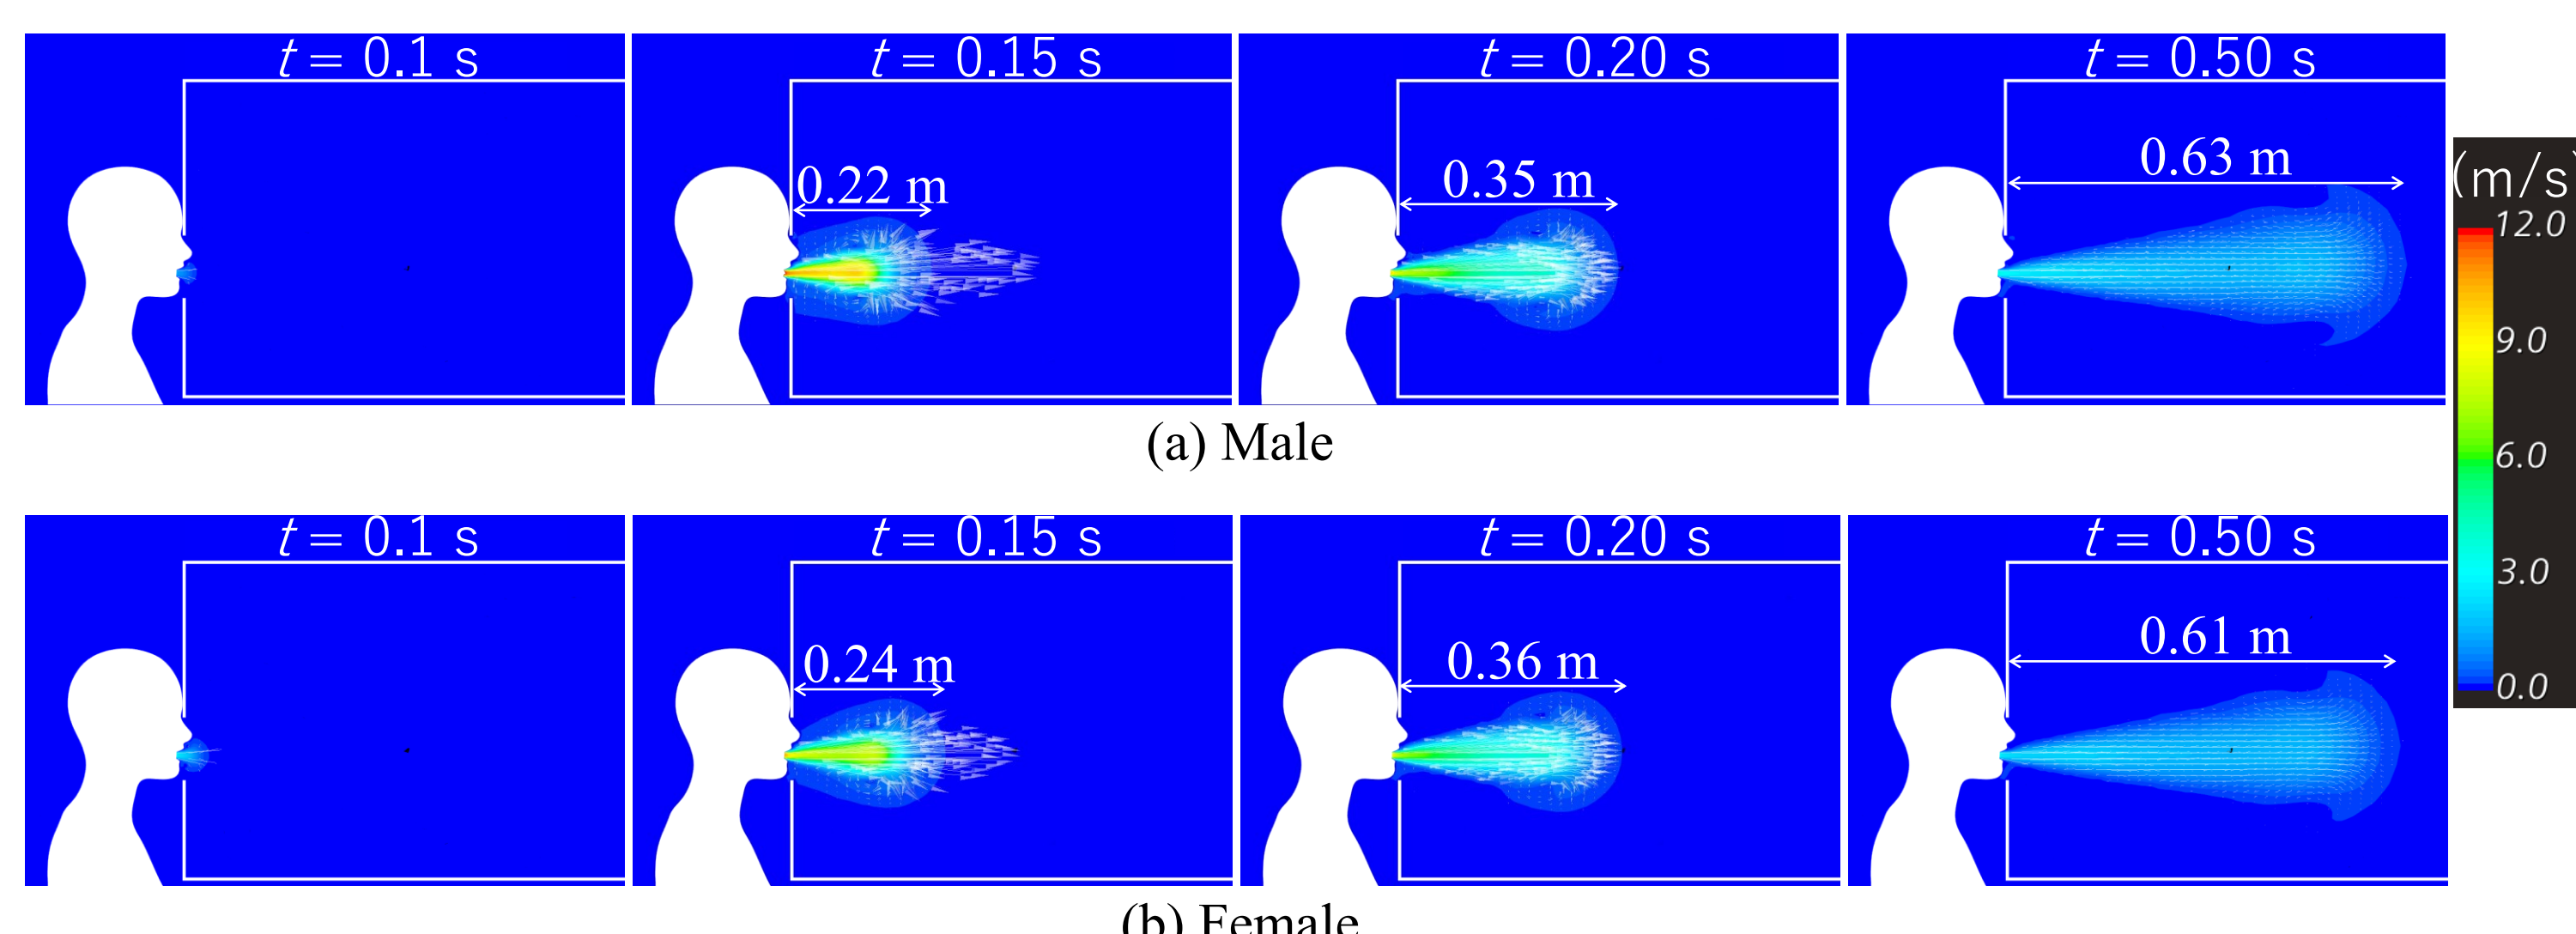 t = 0.1 s
t = 0.15 s
t = 0.20 s
t = 0.50 s
0.22 m
0.35 m
0.63 m
(a) Male
t = 0.1 s
t = 0.15 s
t = 0.20 s
t = 0.50 s
0.24 m
0.36 m
0.61 m
(b) Female
(m/s
12.0
9.0
6.0
3.0
0.0